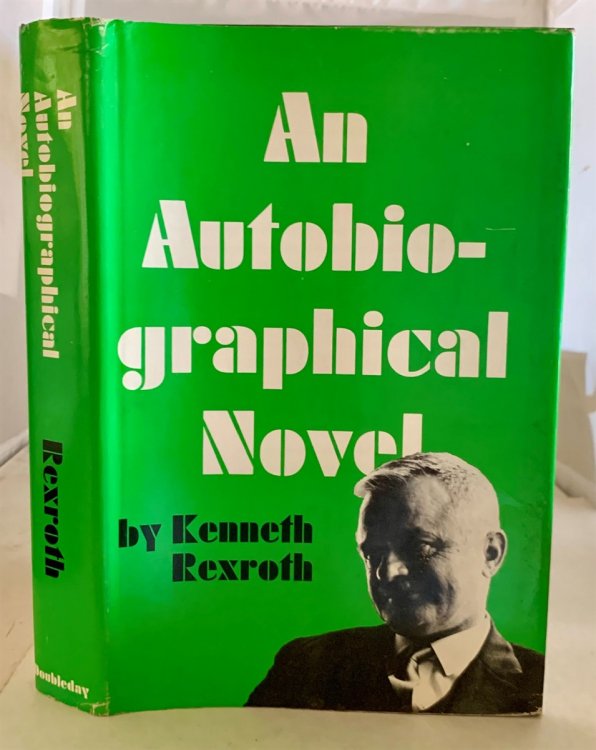 An
Autobio-
graphical
Novel
by Kenneth
Rexroth
An
Autobiographical
Novel
Rexroth
Doubleday